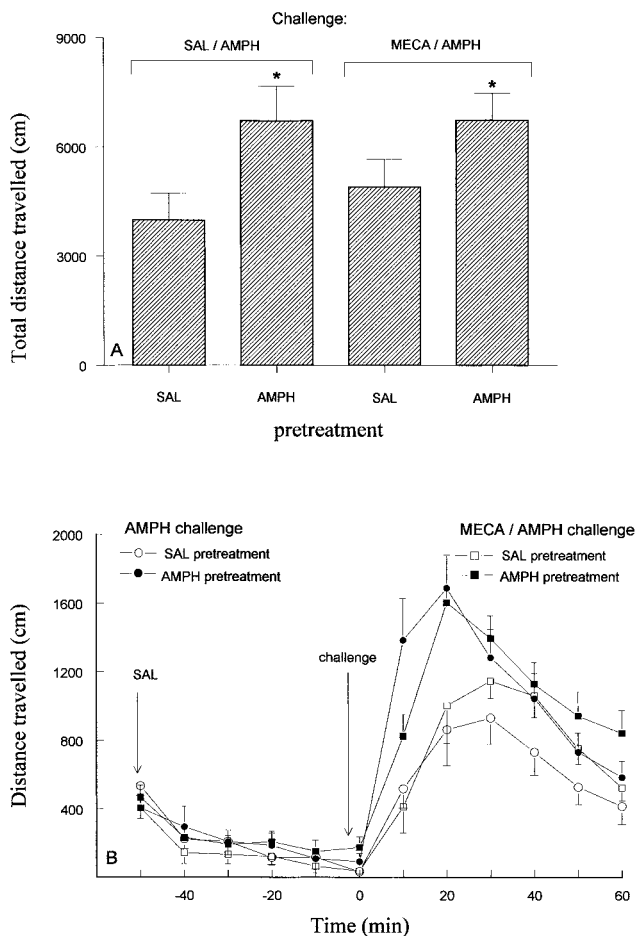 Challenge:
SAL / AMPH
MECA / AMPH
9000
6000
3000
0
*
*
Total distance travelled (cm)
A
SAL
AMPH
SAL
AMPH
pretreatment
AMPH challenge
SAL pretreatment
AMPH pretreatment
MECA / AMPH challenge
SAL pretreatment
AMPH pretreatment
2000
1600
1200
800
400
Distance travelled (cm)
SAL
challenge
B
-40
-20
0
20
40
60
Time (min)